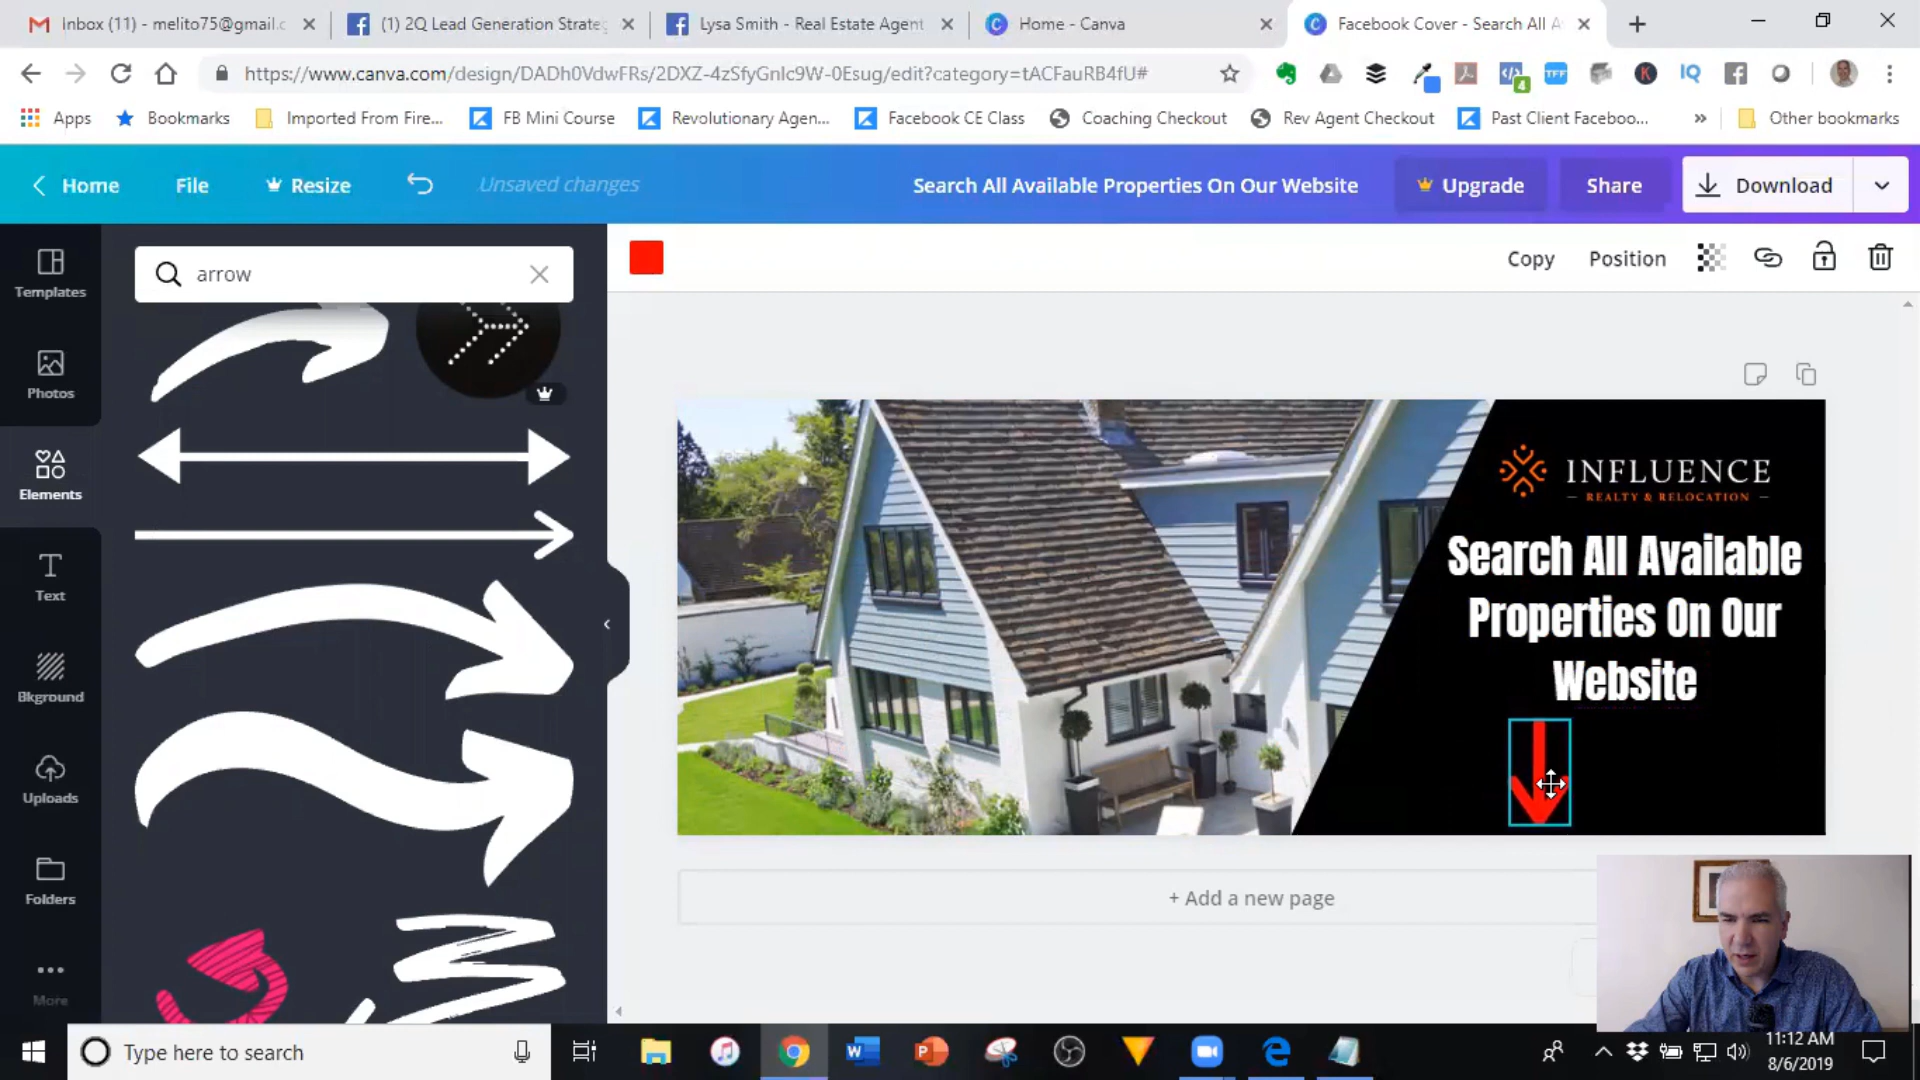 Inbox (11) - melito75@gmail.c
(1) 2Q Lead Generation Strateg
Lysa Smith - Real Estate Agent
Home - Canva
Facebook Cover - Search All A
https://www.canva.com/design/DADh0VdwFRs/2DXZ-4zSfyGnIc9W-0Esug/edit?category=tACFauRB4fU#
TFF
4
K
IQ
Apps
Bookmarks
Imported From Fire...
FB Mini Course
Revolutionary Agen...
Facebook CE Class
Coaching Checkout
Rev Agent Checkout
Past Client Faceboo...
»
Other bookmarks
Home
File
Resize
Unsaved changes
Search All Available Properties On Our Website
Upgrade
Share
Download
Templates
Photos
Elements
Text
Bkground
Uploads
Folders
More
arrow
Copy
Position
INFLUENCE
REALTY & RELOCATION
Search All Available
Properties On Our
Website
+ Add a new page
Type here to search
11:12 AM
8/6/2019